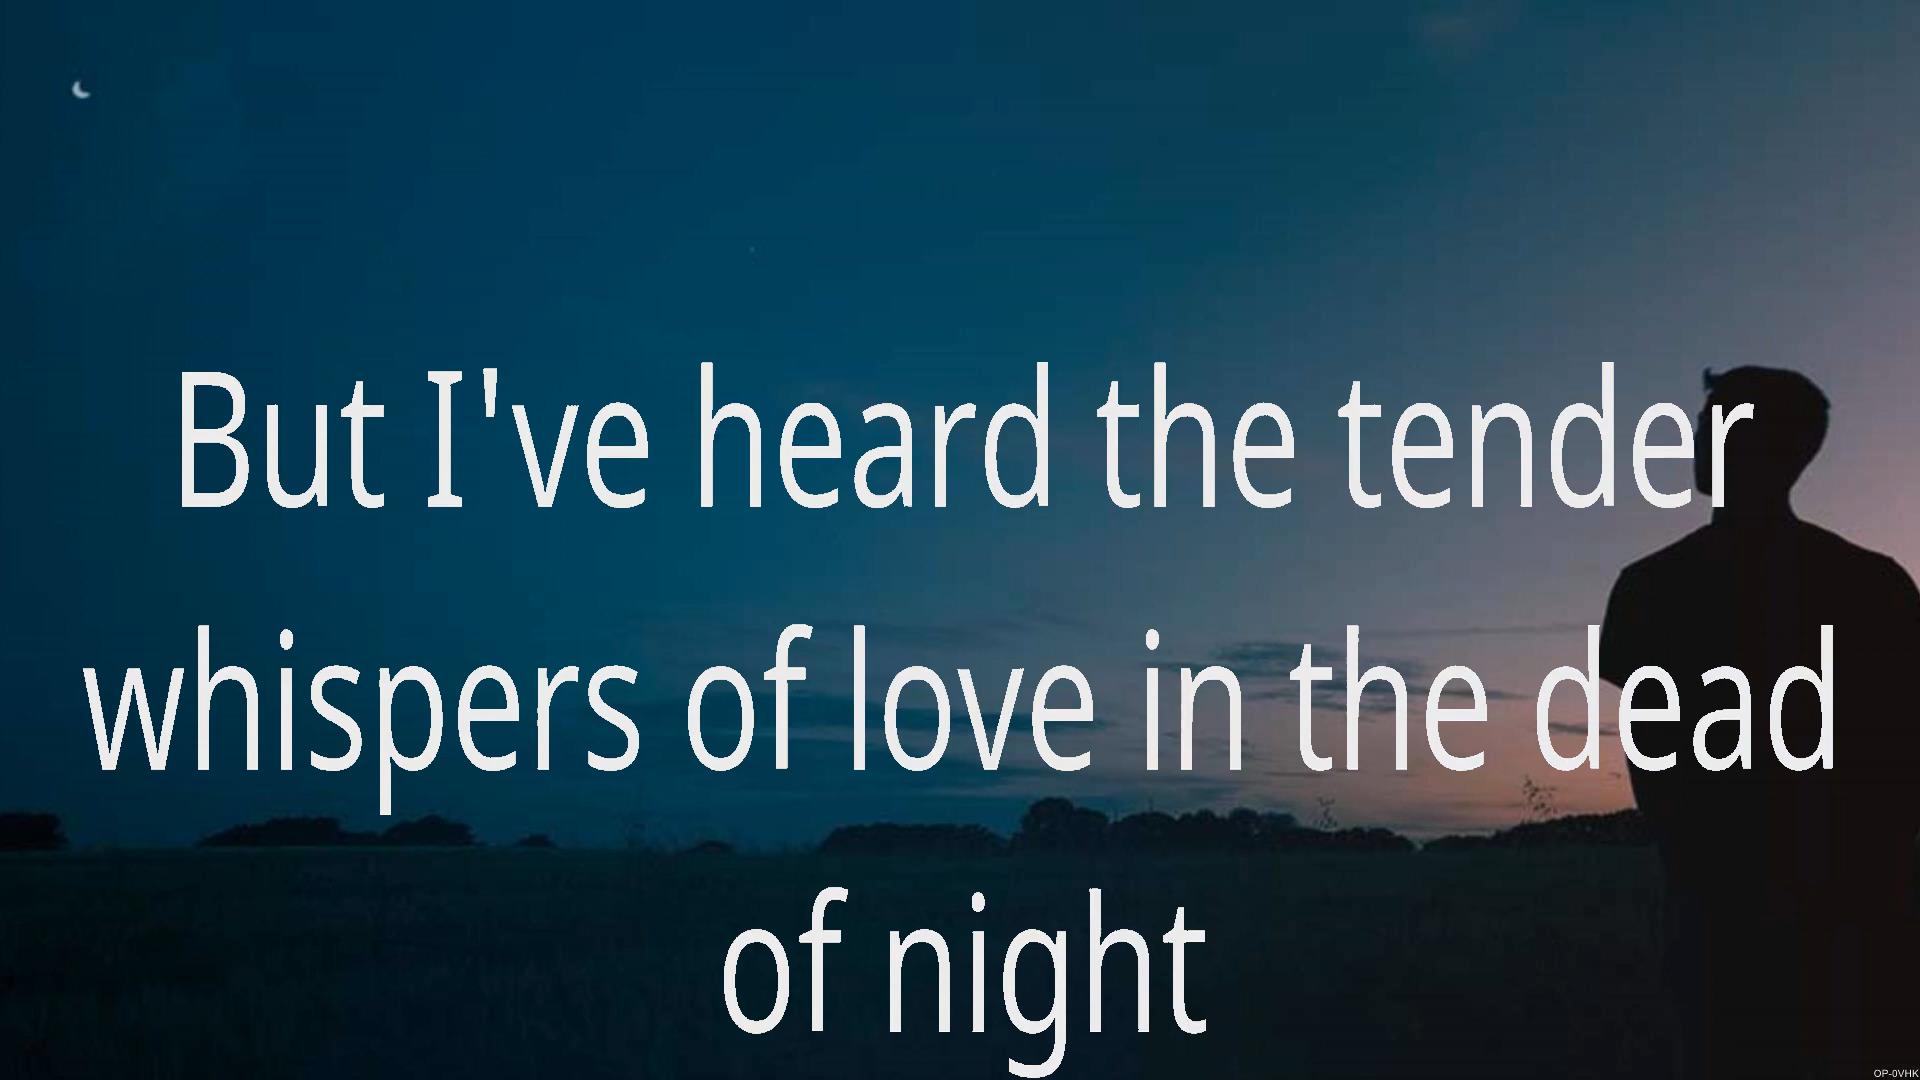 But I've heard the tender
whispers of love in the dead
of night
OP-0VHK